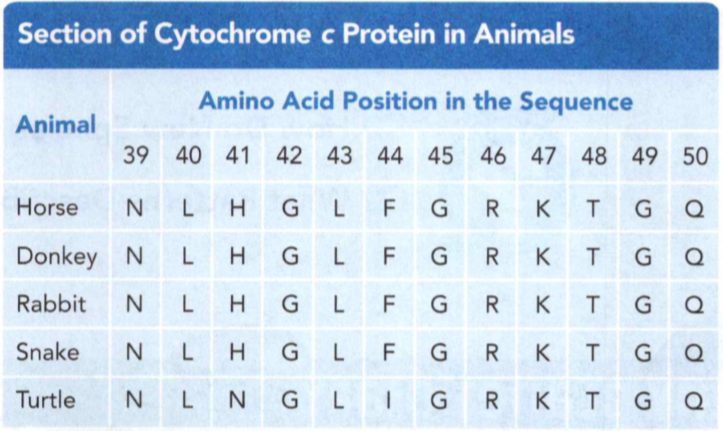 Section of Cytochrome c Protein in Animals
Amino Acid Position in the Sequence
Animal
39 40 41 42 43 44 45 46 47 48 49 50
Horse N L H G L F G R K T G Q
Donkey N L H G L F G R K T G Q
Rabbit N L H G L F G R K T G Q
Snake N L H G L F G R K T G Q
Turtle N L N G L I G R K T G Q